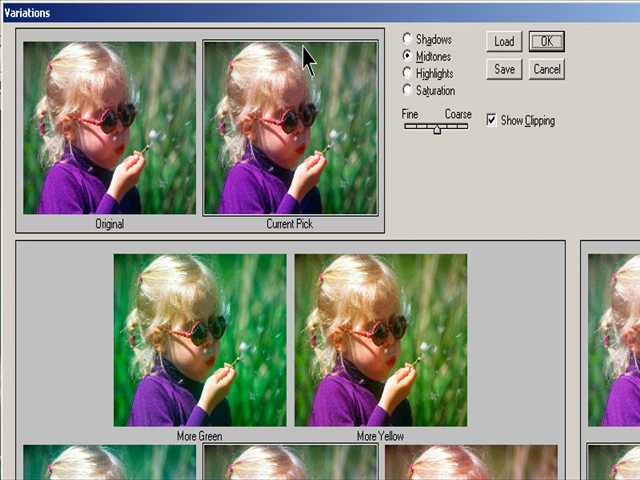 Variations
Shadows
Midtones
Highlights
Saturation
Load
OK
Save
Cancel
Fine
Coarse
Show Clipping
Original
Current Pick
More Green
More Yellow